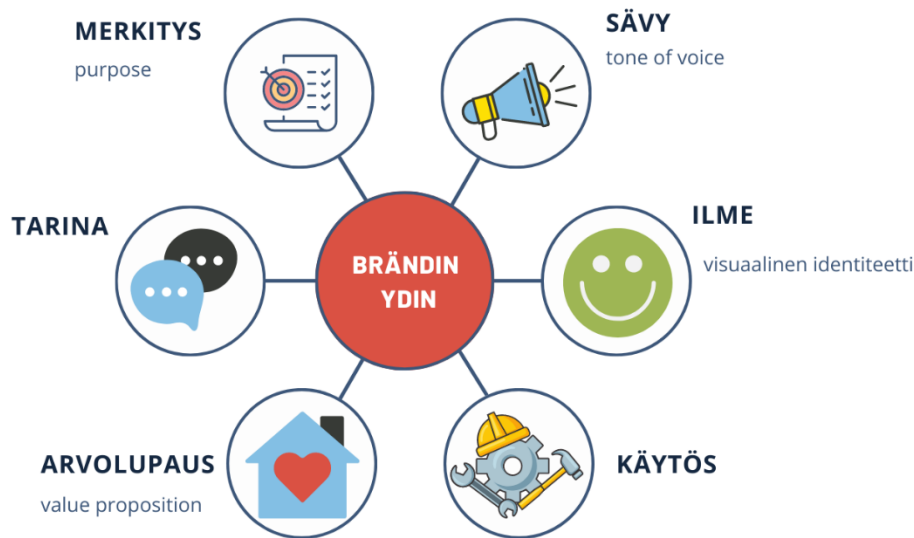 MERKITYS
purpose
SÄVY
tone of voice
TARINA
BRÄNDIN
YDIN
ILME
visuaalinen identiteetti
ARVOLUPAUS
value proposition
KÄYTÖS